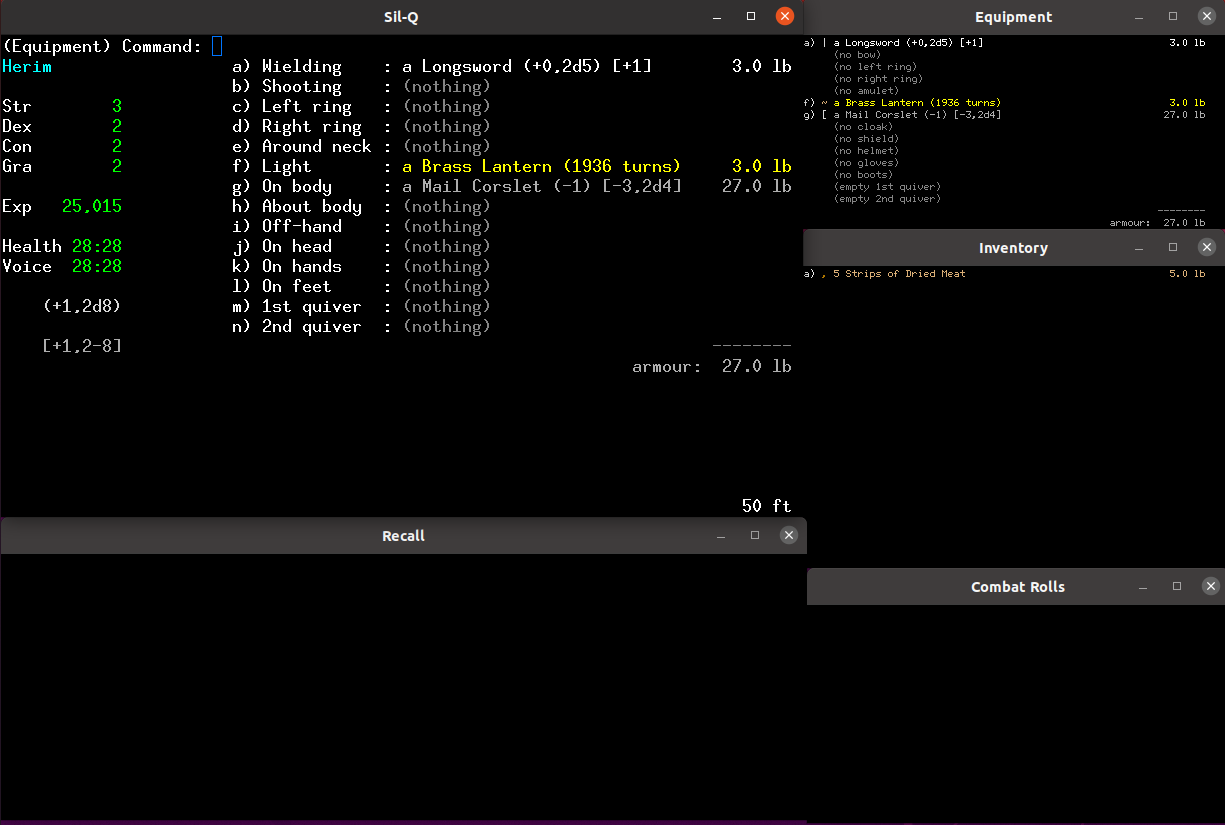 Sil-Q
(Equipment) Command:
Herim
a) Wielding : a Longsword (+0,2d5) [+1] 3.0 lb
b) Shooting : (nothing)
Str 3 c) Left ring : (nothing)
Dex 2 d) Right ring : (nothing)
Con 2 e) Around neck : (nothing)
Gra 2 f) Light : a Brass Lantern (1936 turns) 3.0 lb
g) On body : a Mail Corslet (-1) [-3,2d4] 27.0 lb
Exp 25,015 h) About body : (nothing)
i) Off-hand : (nothing)
Health 28:28 j) On head : (nothing)
Voice 28:28 k) On hands : (nothing)
l) On feet : (nothing)
(+1,2d8) m) 1st quiver : (nothing)
n) 2nd quiver : (nothing)
[+1,2-8] --------
armour: 27.0 lb
50 ft
Equipment
a) | a Longsword (+0,2d5) [+1] 3.0 lb
(no bow)
(no left ring)
(no right ring)
(no amulet)
f) ~ a Brass Lantern (1936 turns) 3.0 lb
g) [ a Mail Corslet (-1) [-3,2d4] 27.0 lb
(no cloak)
(no shield)
(no helmet)
(no gloves)
(no boots)
(empty 1st quiver)
(empty 2nd quiver)
--------
armour: 27.0 lb
Inventory
a) , 5 Strips of Dried Meat 5.0 lb
Recall
Combat Rolls